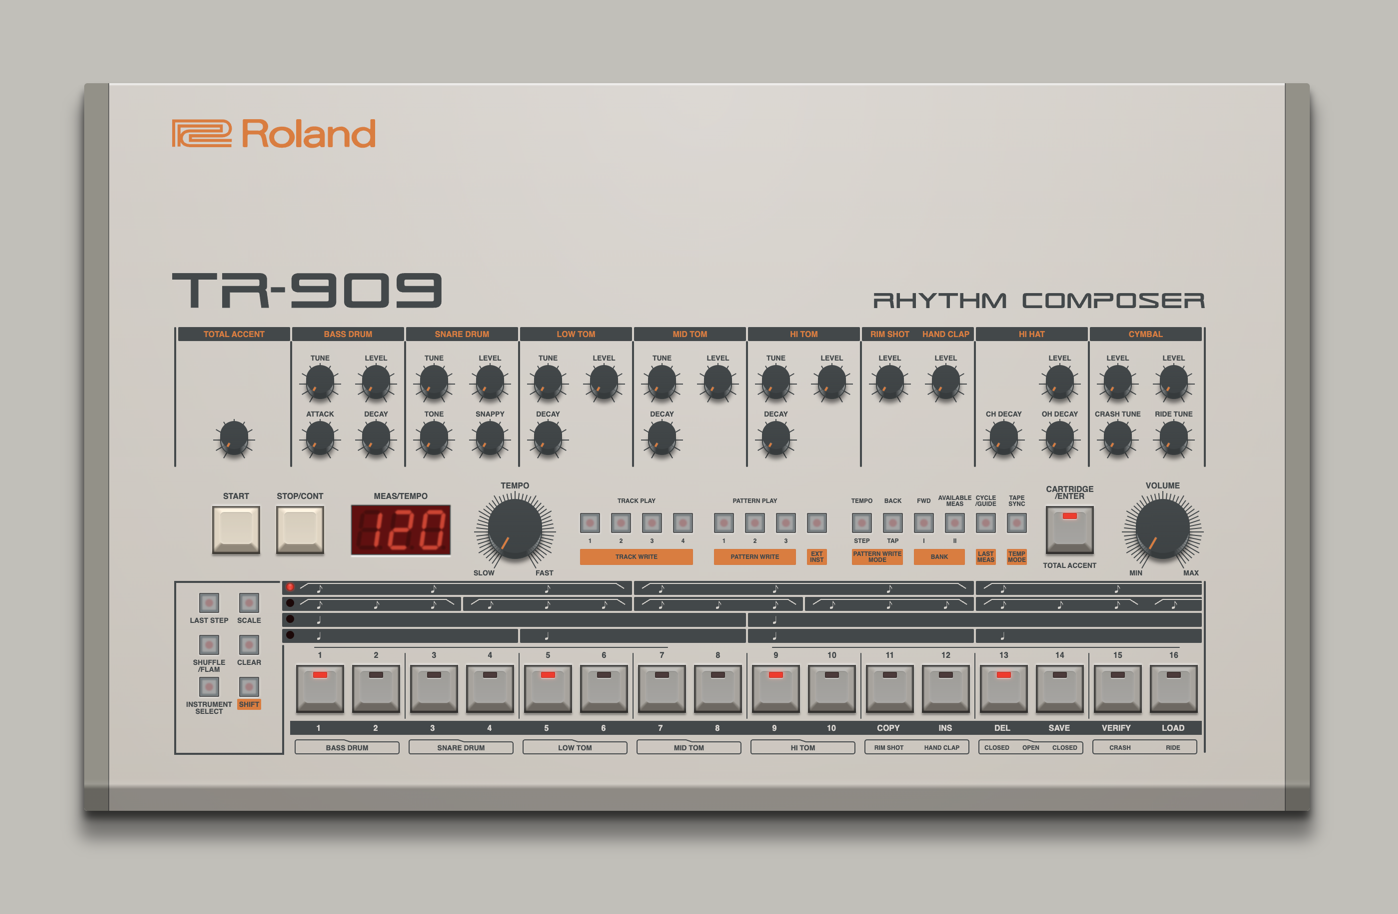 Roland
TR-909
RHYTHM COMPOSER
TOTAL ACCENT BASS DRUM SNARE DRUM LOW TOM MID TOM HI TOM RIM SHOT HAND CLAP HI HAT CYMBAL
TUNE LEVEL TUNE LEVEL TUNE LEVEL TUNE LEVEL TUNE LEVEL LEVEL LEVEL LEVEL LEVEL LEVEL
ATTACK DECAY TONE SNAPPY DECAY DECAY DECAY CH DECAY OH DECAY CRASH TUNE RIDE TUNE
START STOP/CONT MEAS/TEMPO
120
TEMPO
SLOW FAST
TRACK PLAY
1 2 3 4
TRACK WRITE
PATTERN PLAY
1 2 3
PATTERN WRITE
EXT
INST
TEMPO BACK FWD AVAILABLE
MEAS
CYCLE
/GUIDE
TAPE
SYNC
STEP TAP I II
PATTERN WRITE
MODE
BANK
LAST
MEAS
TEMP
MODE
CARTRIDGE
/ENTER
TOTAL ACCENT
VOLUME
MIN MAX
LAST STEP SCALE
SHUFFLE
/FLAM
CLEAR
INSTRUMENT
SELECT
SHIFT
1 2 3 4 5 6 7 8 9 10 11 12 13 14 15 16
1 2 3 4 5 6 7 8 9 10 COPY INS DEL SAVE VERIFY LOAD
BASS DRUM SNARE DRUM LOW TOM MID TOM HI TOM RIM SHOT HAND CLAP CLOSED OPEN CLOSED CRASH RIDE